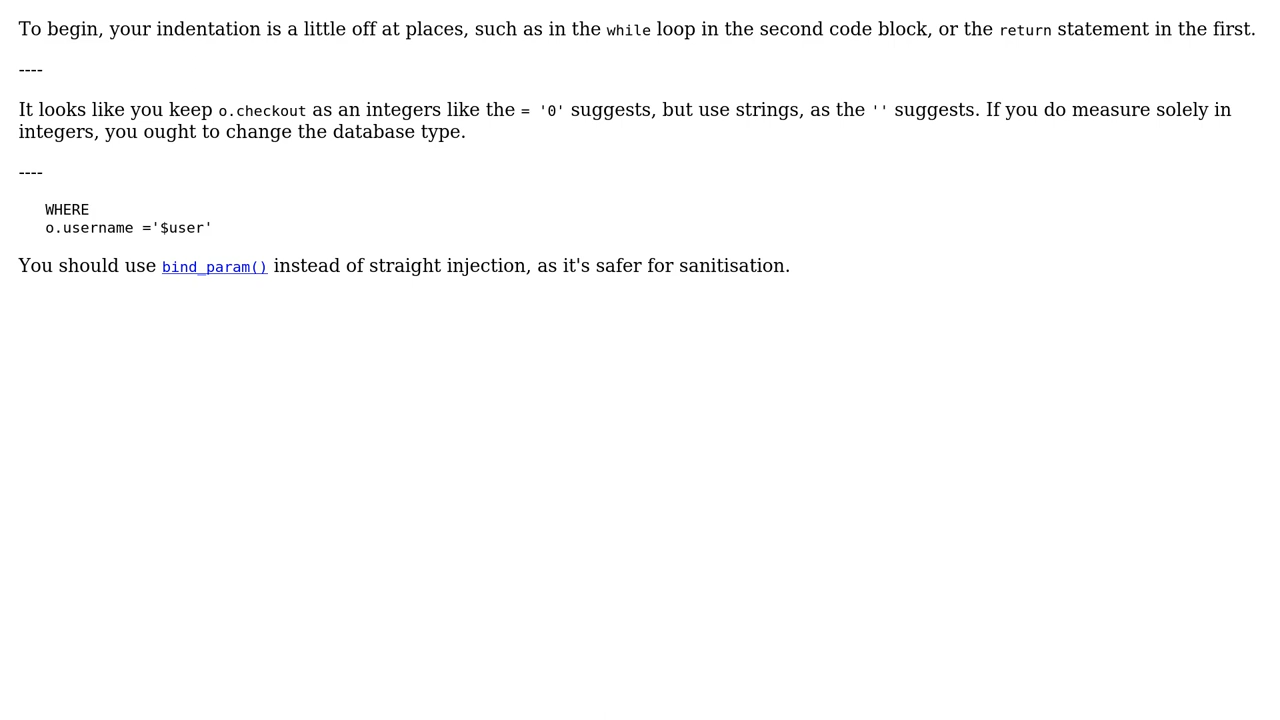 To begin, your indentation is a little off at places, such as in the while loop in the second code block, or the return statement in the first.
----
It looks like you keep o.checkout as an integers like the = '0' suggests, but use strings, as the '' suggests. If you do measure solely in
integers, you ought to change the database type.
----
WHERE
o.username ='$user'
You should use bind_param() instead of straight injection, as it's safer for sanitisation.